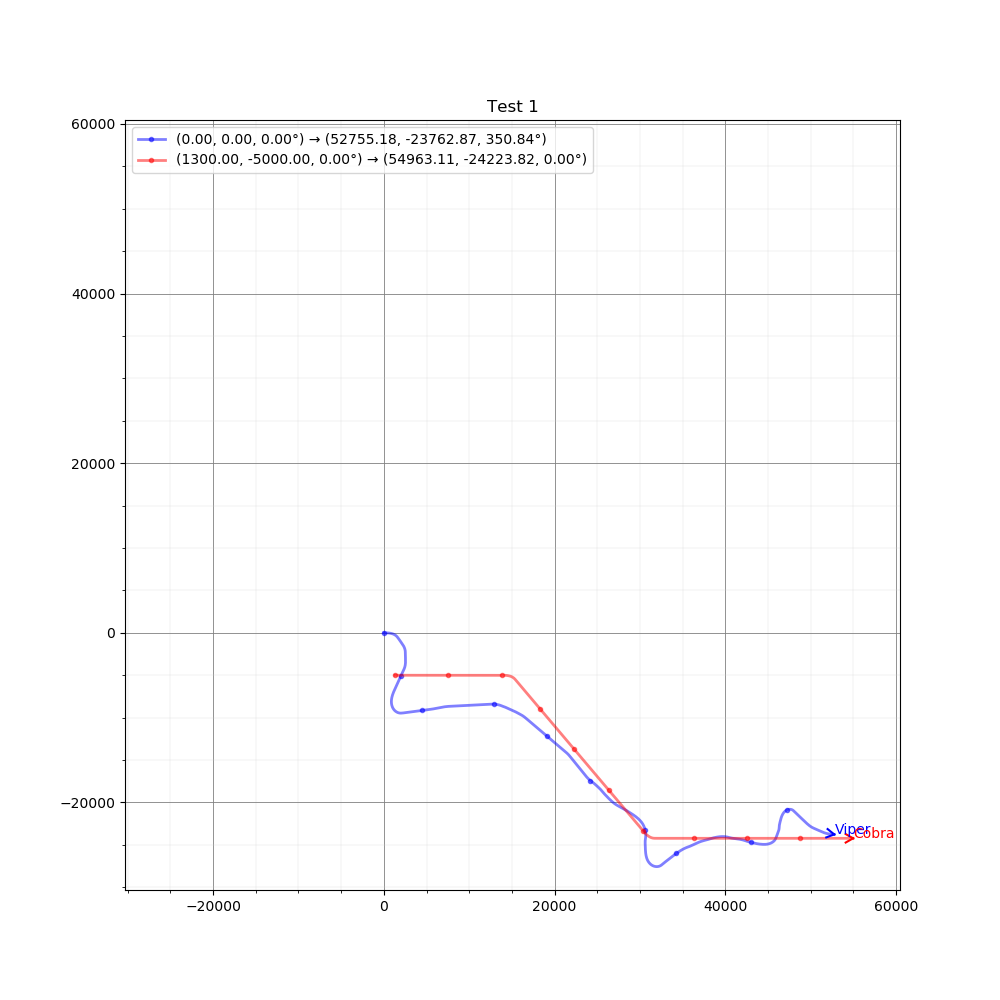 Test 1
(0.00, 0.00, 0.00°) → (52755.18, -23762.87, 350.84°)
(1300.00, -5000.00, 0.00°) → (54963.11, -24223.82, 0.00°)
60000
40000
20000
0
−20000
Viper
Cobra
−20000 0 20000 40000 60000